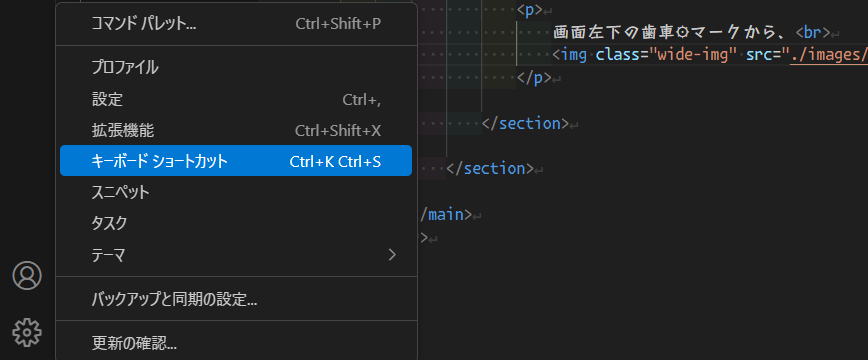 コマンド パレット... Ctrl+Shift+P
プロファイル
設定 Ctrl+,
拡張機能 Ctrl+Shift+X
キーボード ショートカット Ctrl+K Ctrl+S
スニペット
タスク
テーマ
バックアップと同期の設定...
更新の確認...
<p>
画面左下の歯車⚙マークから、<br>
<img class="wide-img" src="./images/
</p>
</section>
</section>
/main>
>